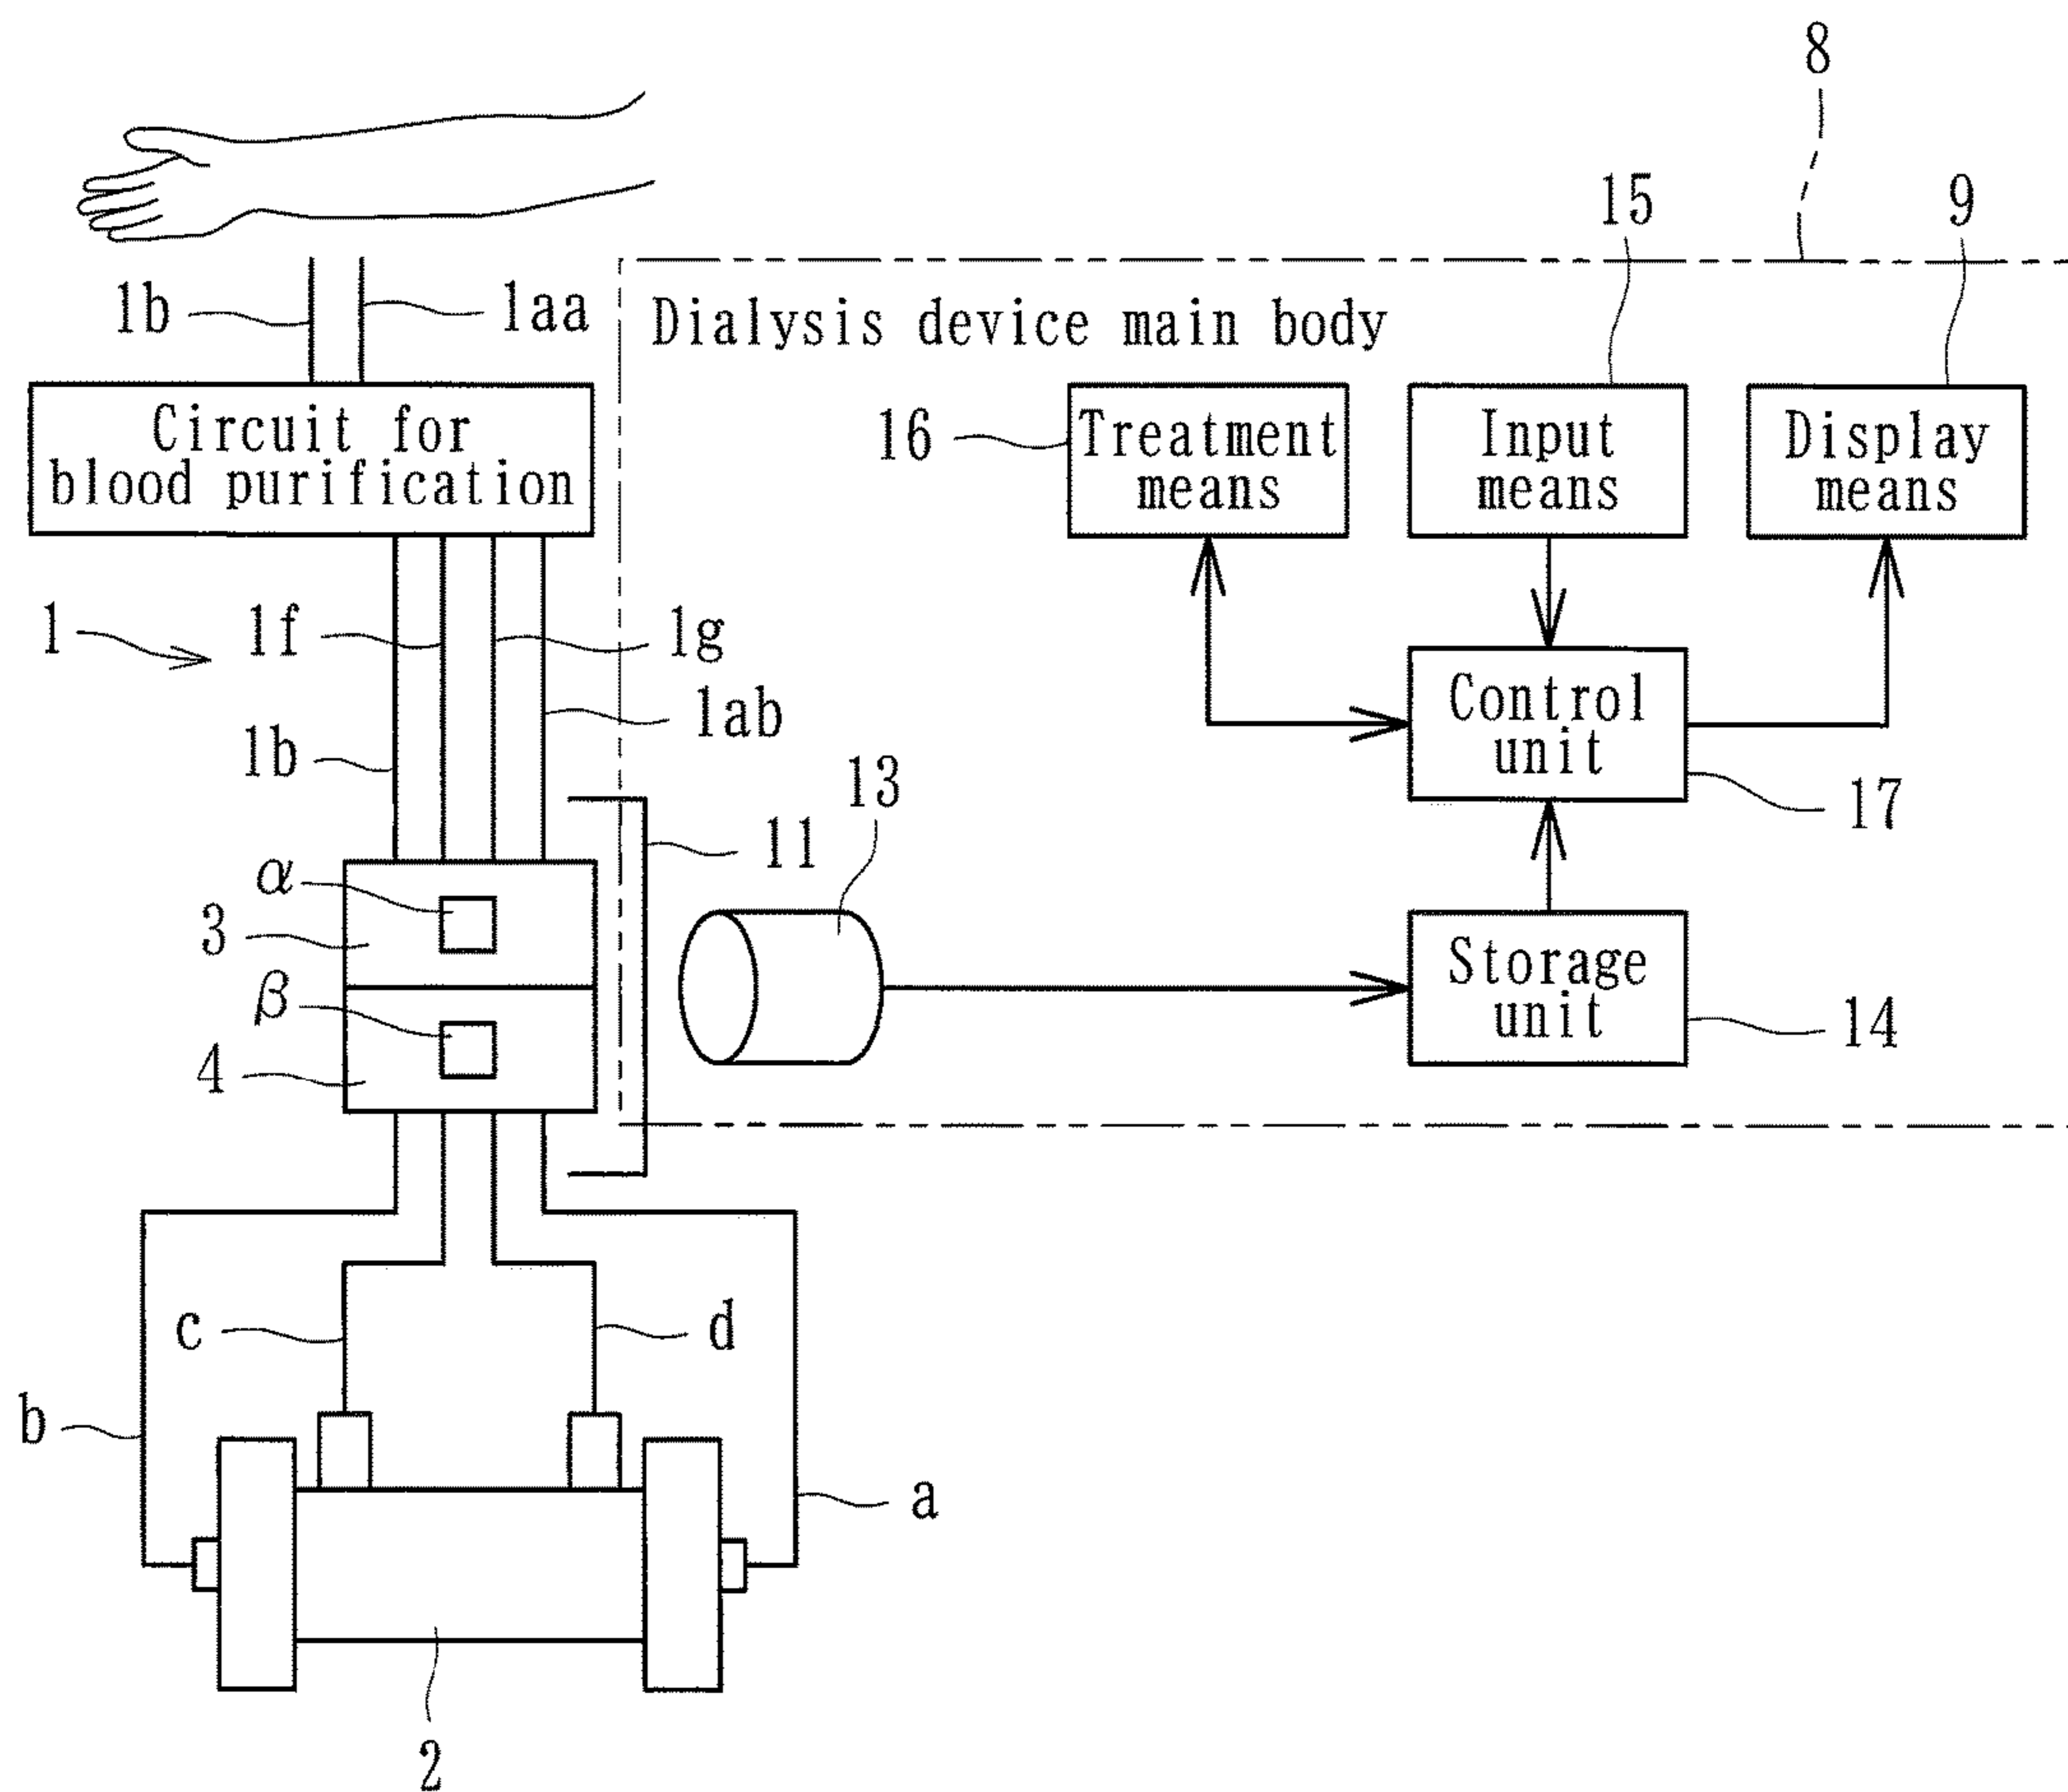 8
15
9
1b
1aa
Dialysis device main body
Circuit for
blood purification
16
Treatment
means
Input
means
Display
means
1
1f
1g
1ab
1b
Control
unit
17
13
11
α
3
β
4
Storage
unit
14
c
d
b
a
2